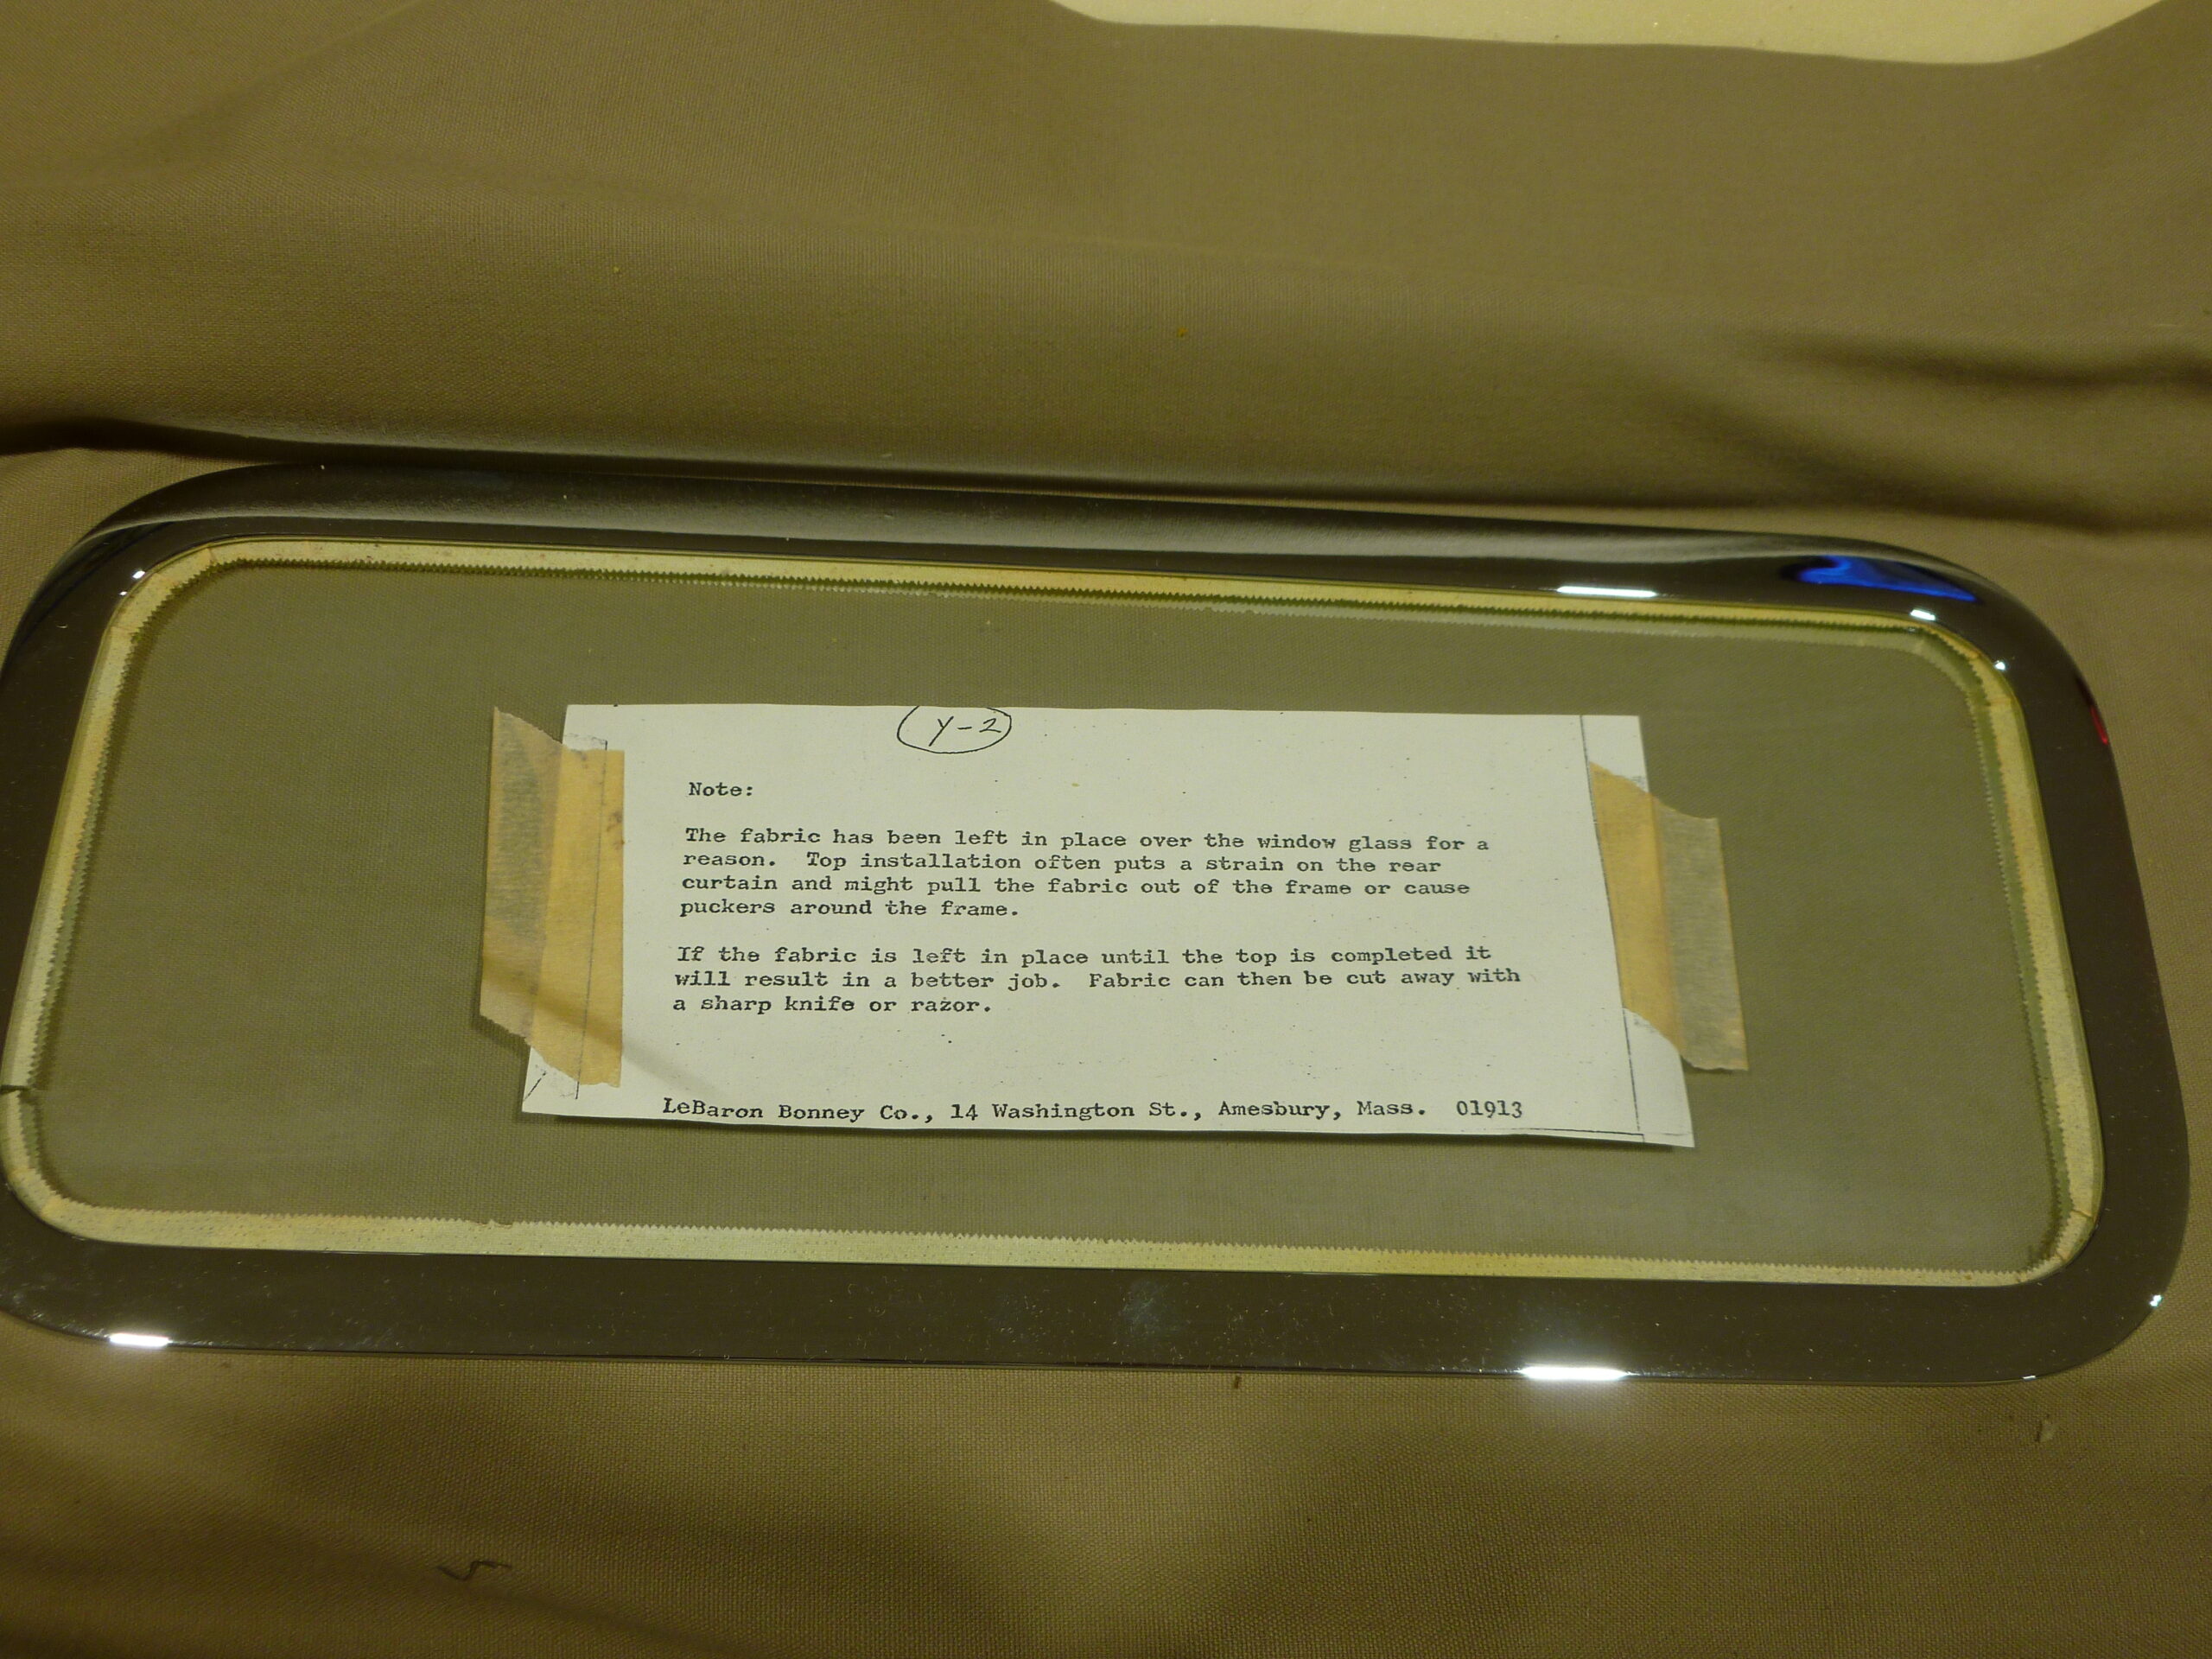 Y-2
Note:
The fabric has been left in place over the window glass for a
reason.  Top installation often puts a strain on the rear
curtain and might pull the fabric out of the frame or cause
puckers around the frame.
If the fabric is left in place until the top is completed it
will result in a better job.  Fabric can then be cut away with
a sharp knife or razor.
LeBaron Bonney Co., 14 Washington St., Amesbury, Mass.  01913